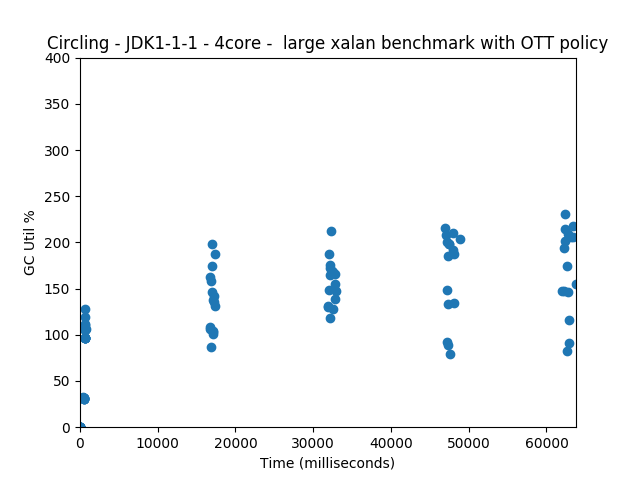 Circling - JDK1-1-1 - 4core -  large xalan benchmark with OTT policy
400
350
300
250
200
150
100
50
0
GC Util %
0 10000 20000 30000 40000 50000 60000
Time (milliseconds)